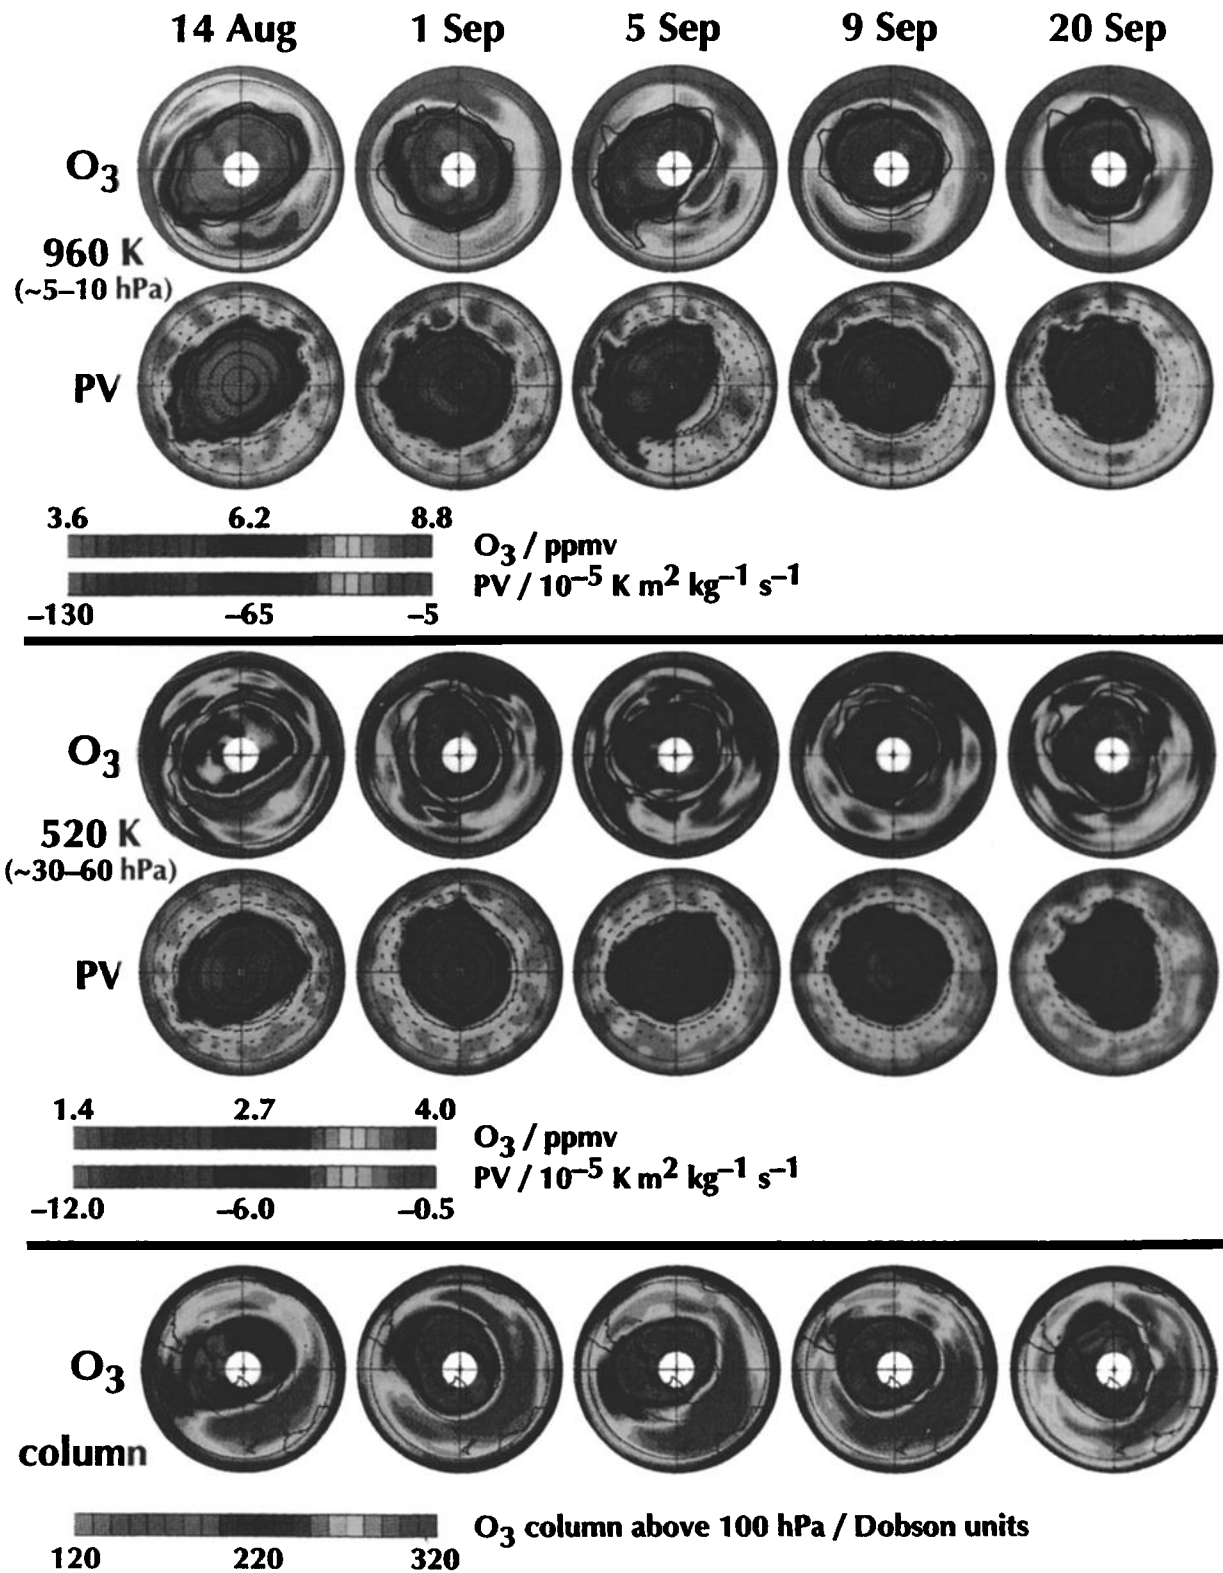 14 Aug 1 Sep 5 Sep 9 Sep 20 Sep
O3
960 K
(~5–10 hPa)
PV
3.6 6.2 8.8
O3 / ppmv
PV / 10–5 K m2 kg–1 s–1
–130 –65 –5
O3
520 K
(~30–60 hPa)
PV
1.4 2.7 4.0
O3 / ppmv
PV / 10–5 K m2 kg–1 s–1
–12.0 –6.0 –0.5
O3
column
O3 column above 100 hPa / Dobson units
120 220 320